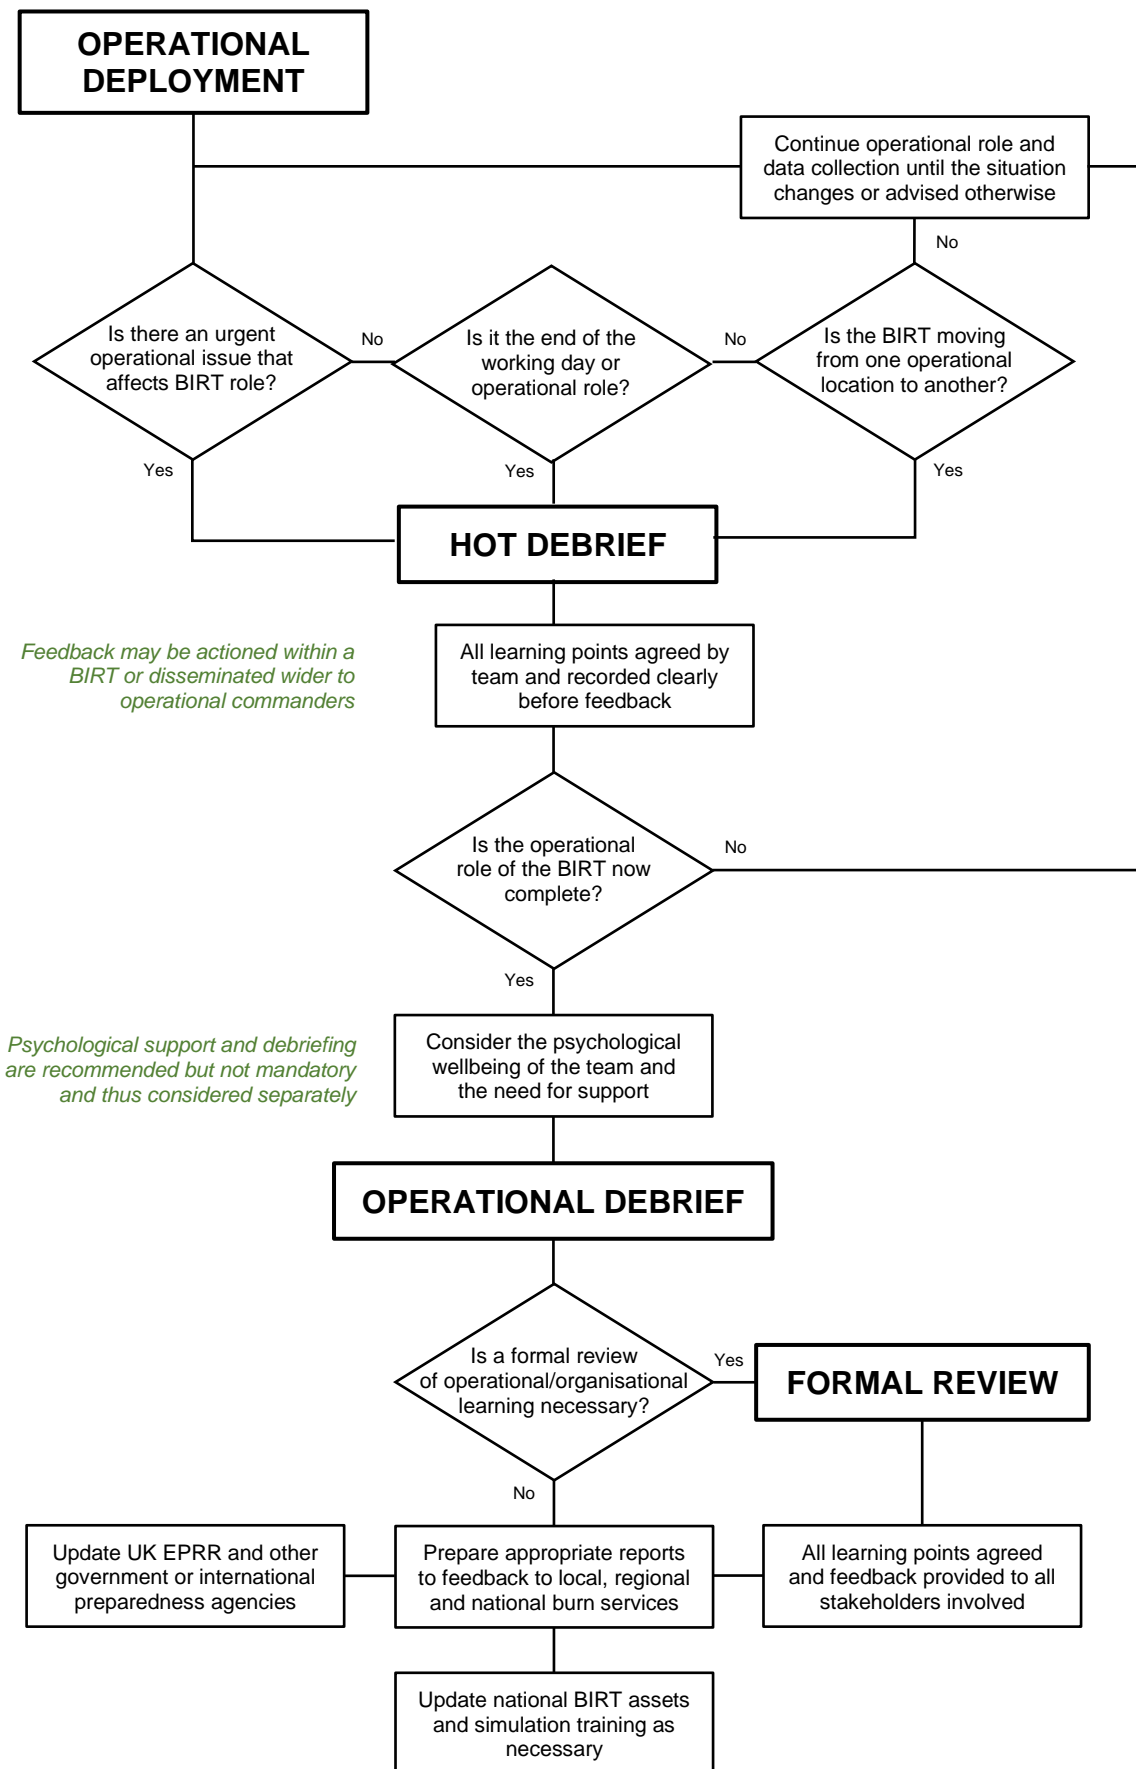 OPERATIONAL
DEPLOYMENT
Continue operational role and
data collection until the situation
changes or advised otherwise
No
Is there an urgent
operational issue that
affects BIRT role?
No
Is it the end of the
working day or
operational role?
No
Is the BIRT moving
from one operational
location to another?
Yes
Yes
Yes
HOT DEBRIEF
Feedback may be actioned within a
BIRT or disseminated wider to
operational commanders
All learning points agreed by
team and recorded clearly
before feedback
Is the operational
role of the BIRT now
complete?
No
Yes
Psychological support and debriefing
are recommended but not mandatory
and thus considered separately
Consider the psychological
wellbeing of the team and
the need for support
OPERATIONAL DEBRIEF
Is a formal review
of operational/organisational
learning necessary?
Yes
FORMAL REVIEW
No
Update UK EPRR and other
government or international
preparedness agencies
Prepare appropriate reports
to feedback to local, regional
and national burn services
All learning points agreed
and feedback provided to all
stakeholders involved
Update national BIRT assets
and simulation training as
necessary